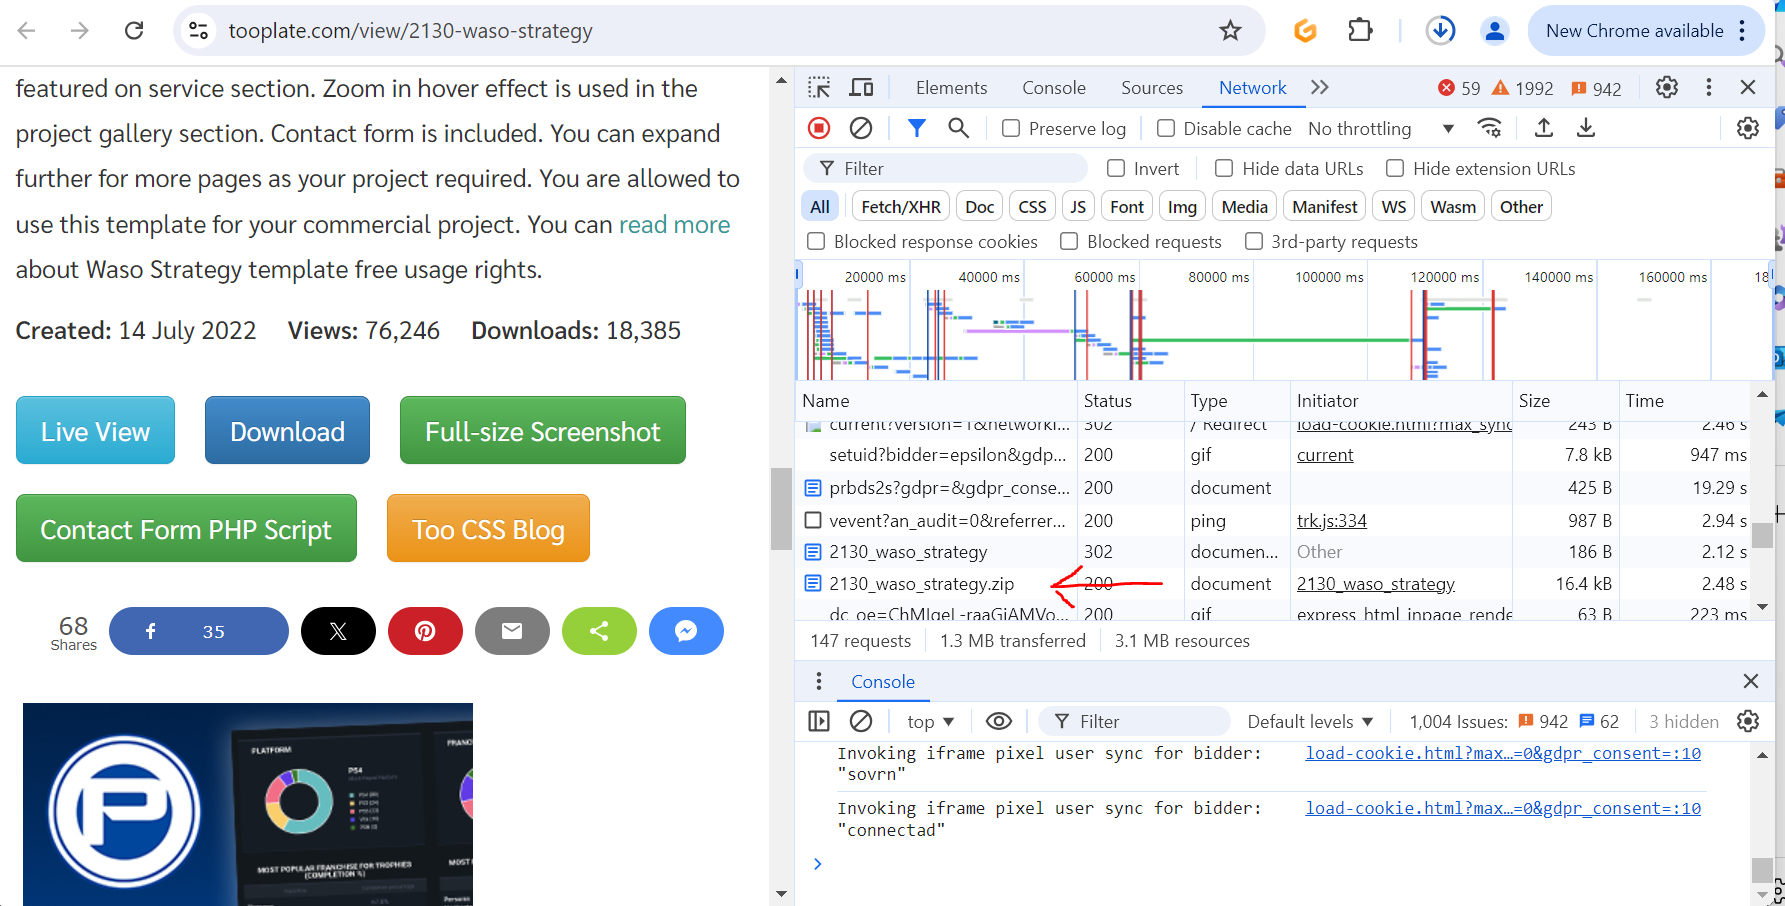 tooplate.com/view/2130-waso-strategy
New Chrome available
featured on service section. Zoom in hover effect is used in the
project gallery section. Contact form is included. You can expand
further for more pages as your project required. You are allowed to
use this template for your commercial project. You can read more
about Waso Strategy template free usage rights.
Created: 14 July 2022 Views: 76,246 Downloads: 18,385
Live View Download Full-size Screenshot
Contact Form PHP Script Too CSS Blog
68
Shares
35
PLATFORM
PS4
MOST POPULAR FRANCHISE FOR TROPHIES
(COMPLETION %)
Elements Console Sources Network 59 1992 942
Preserve log Disable cache No throttling
Filter Invert Hide data URLs Hide extension URLs
All Fetch/XHR Doc CSS JS Font Img Media Manifest WS Wasm Other
Blocked response cookies Blocked requests 3rd-party requests
20000 ms 40000 ms 60000 ms 80000 ms 100000 ms 120000 ms 140000 ms 160000 ms 18
Name Status Type Initiator Size Time
current?version=1&networkI... 302 / Redirect load-cookie.html?max_sync 243 B 2.46 s
setuid?bidder=epsilon&gdp... 200 gif current 7.8 kB 947 ms
prbds2s?gdpr=&gdpr_conse... 200 document 425 B 19.29 s
vevent?an_audit=0&referrer... 200 ping trk.js:334 987 B 2.94 s
2130_waso_strategy 302 documen... Other 186 B 2.12 s
2130_waso_strategy.zip 200 document 2130_waso_strategy 16.4 kB 2.48 s
dc_oe=ChMIgeL-raaGiAMVo... 200 gif express_html_inpage_rende 63 B 223 ms
147 requests 1.3 MB transferred 3.1 MB resources
Console
top Filter Default levels 1,004 Issues: 942 62 3 hidden
Invoking iframe pixel user sync for bidder: load-cookie.html?max…=0&gdpr_consent=:10
"sovrn"
Invoking iframe pixel user sync for bidder: load-cookie.html?max…=0&gdpr_consent=:10
"connectad"